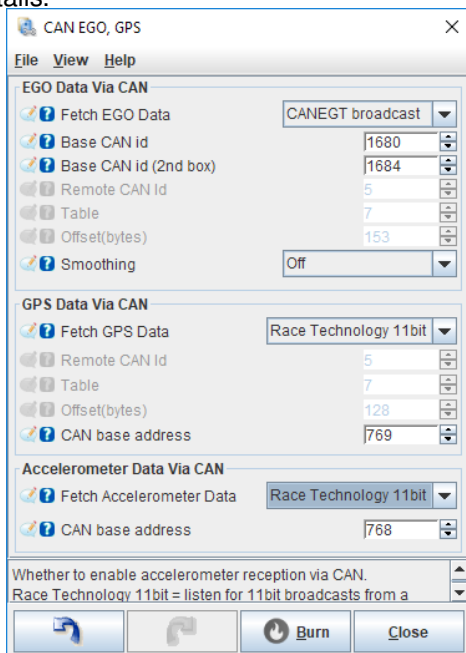 CAN EGO, GPS
File View Help
EGO Data Via CAN
Fetch EGO Data CANEGT broadcast
Base CAN id 1680
Base CAN id (2nd box) 1684
Remote CAN Id 5
Table 7
Offset(bytes) 153
Smoothing Off
GPS Data Via CAN
Fetch GPS Data Race Technology 11bit
Remote CAN Id 5
Table 7
Offset(bytes) 128
CAN base address 769
Accelerometer Data Via CAN
Fetch Accelerometer Data Race Technology 11bit
CAN base address 768
Whether to enable accelerometer reception via CAN.
Race Technology 11bit = listen for 11bit broadcasts from a
Burn Close